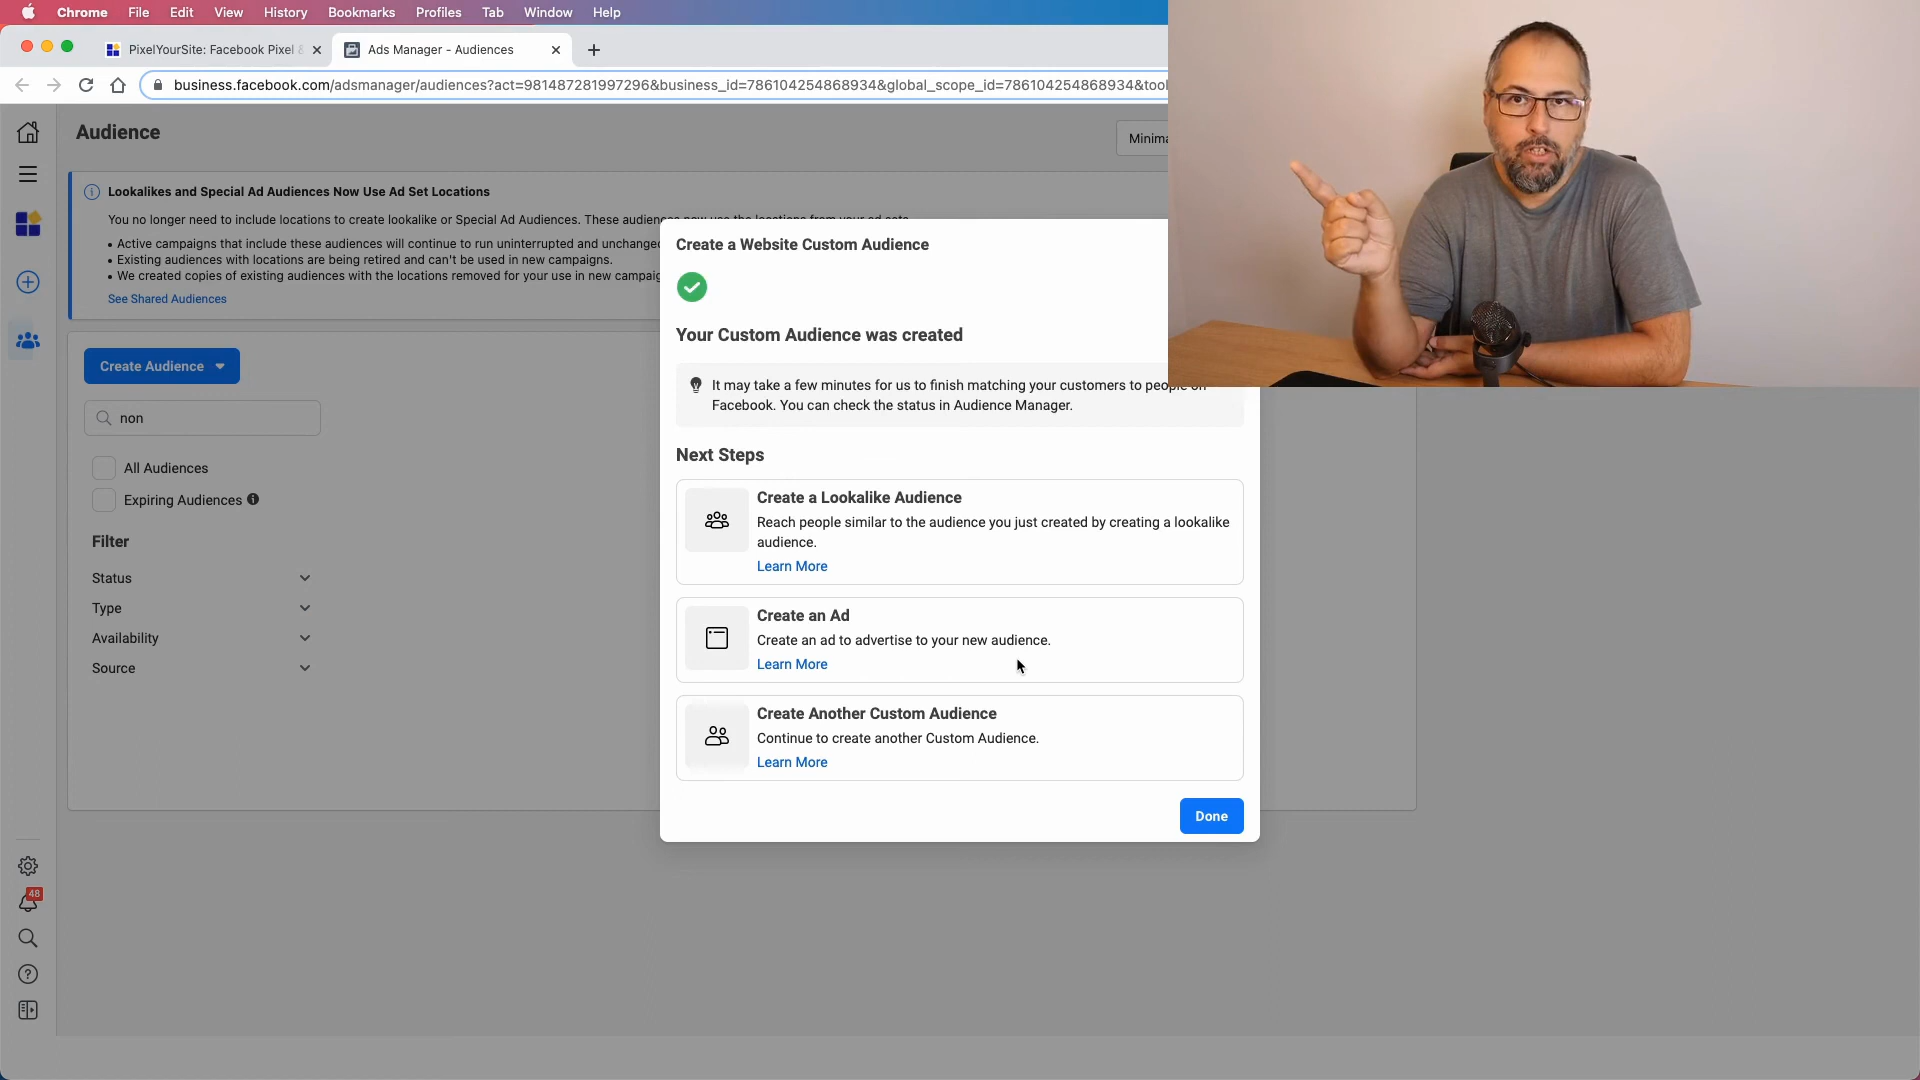 Chrome File Edit View History Bookmarks Profiles Tab Window Help
PixelYourSite: Facebook Pixel &
Ads Manager - Audiences
business.facebook.com/adsmanager/audiences?act=981487281997296&business_id=786104254868934&global_scope_id=786104254868934&tool
Audience
Minima
Lookalikes and Special Ad Audiences Now Use Ad Set Locations
You no longer need to include locations to create lookalike or Special Ad Audiences. These audiences now use the locations from your ad sets.
• Active campaigns that include these audiences will continue to run uninterrupted and unchanged
• Existing audiences with locations are being retired and can't be used in new campaigns.
• We created copies of existing audiences with the locations removed for your use in new campaig
See Shared Audiences
Create Audience
non
All Audiences
Expiring Audiences
Filter
Status
Type
Availability
Source
48
Create a Website Custom Audience
Your Custom Audience was created
It may take a few minutes for us to finish matching your customers to people on
Facebook. You can check the status in Audience Manager.
Next Steps
Create a Lookalike Audience
Reach people similar to the audience you just created by creating a lookalike
audience.
Learn More
Create an Ad
Create an ad to advertise to your new audience.
Learn More
Create Another Custom Audience
Continue to create another Custom Audience.
Learn More
Done